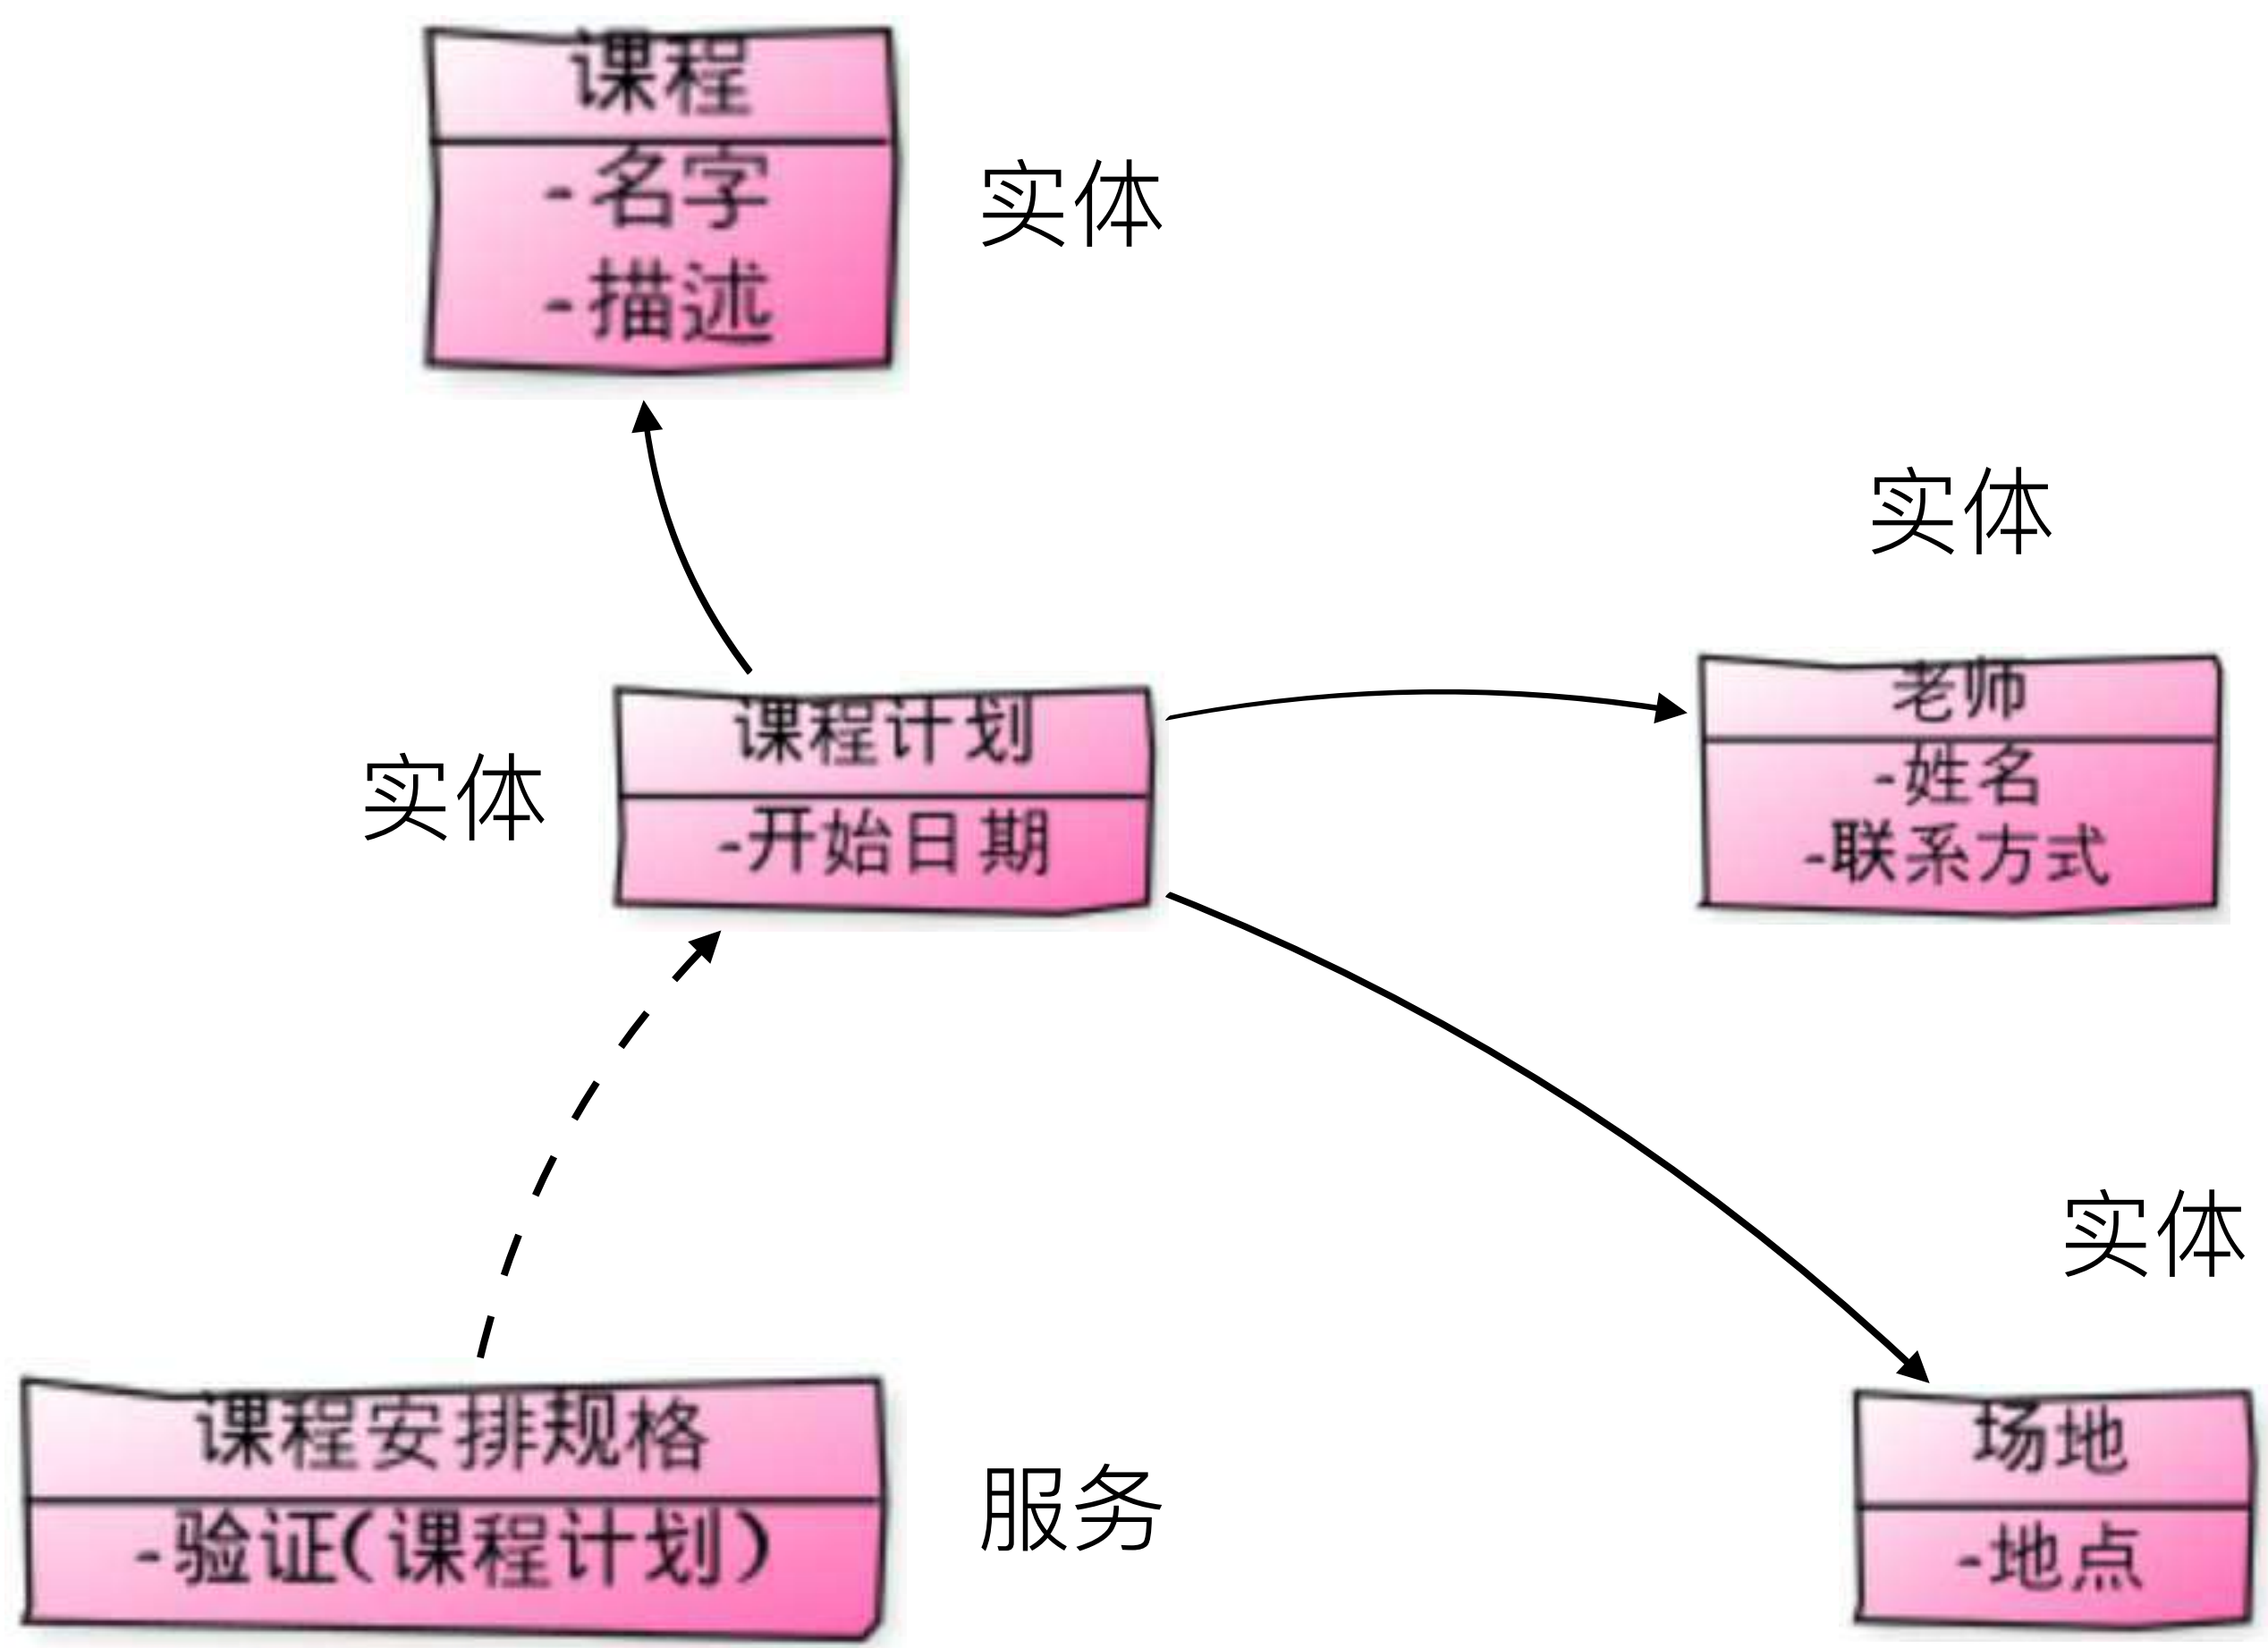 课程
-名字
-描述
实体
实体
课程计划
-开始日期
实体
老师
-姓名
-联系方式
实体
课程安排规格
-验证(课程计划)
服务
场地
-地点